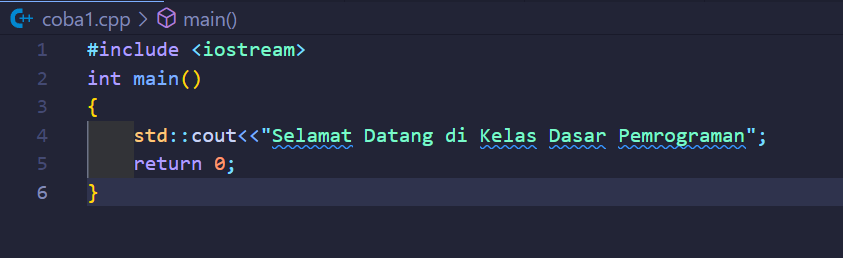 coba1.cpp > main()
1 #include <iostream>
2 int main()
3 {
4     std::cout<<"Selamat Datang di Kelas Dasar Pemrograman";
5     return 0;
6 }